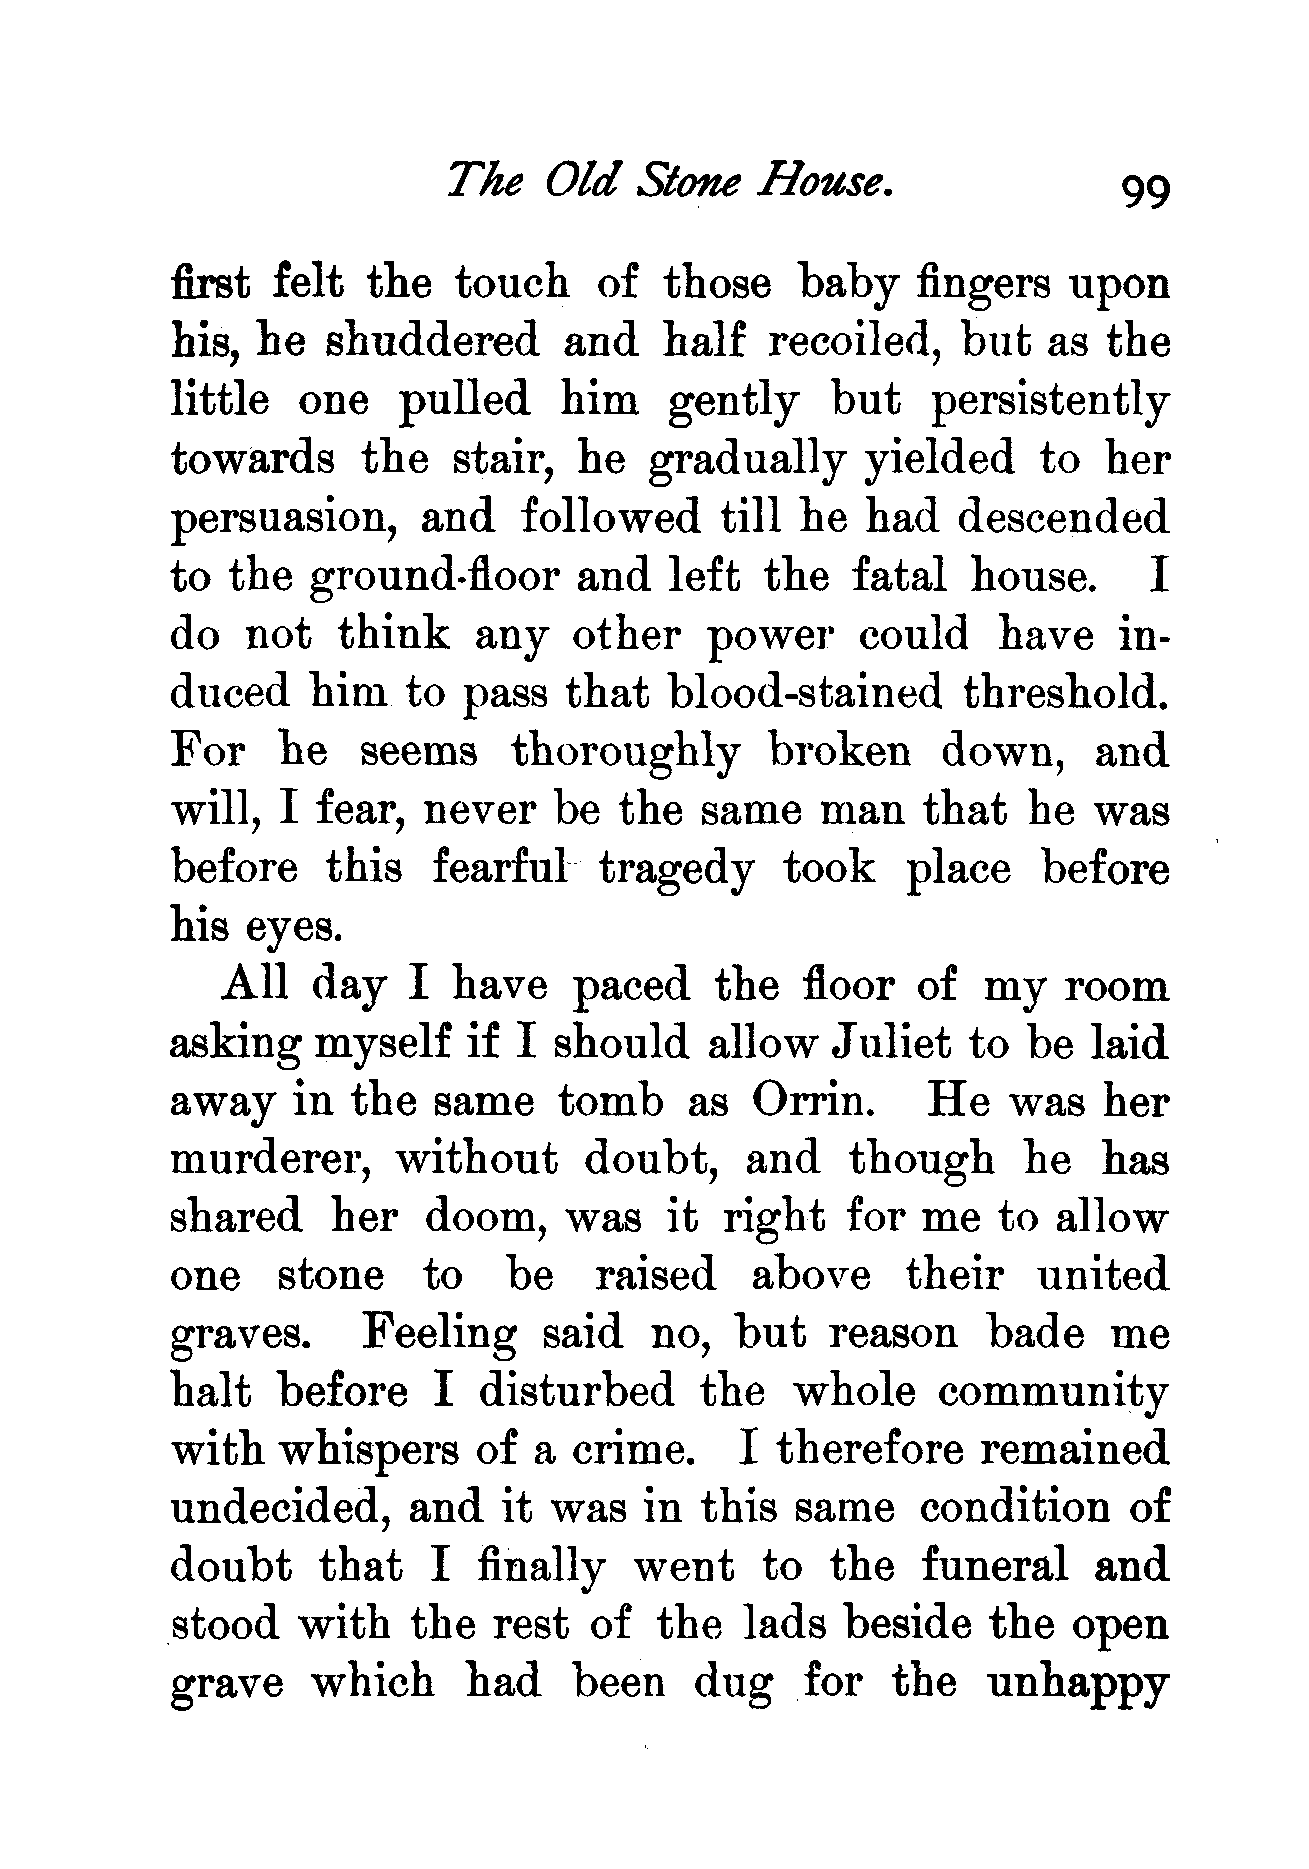 The Old Stone House. 99
first felt the touch of those baby fingers upon
his, he shuddered and half recoiled, but as the
little one pulled him gently but persistently
towards the stair, he gradually yielded to her
persuasion, and followed till he had descended
to the ground-floor and left the fatal house. I
do not think any other power could have in-
duced him to pass that blood-stained threshold.
For he seems thoroughly broken down, and
will, I fear, never be the same man that he was
before this fearful tragedy took place before
his eyes.
All day I have paced the floor of my room
asking myself if I should allow Juliet to be laid
away in the same tomb as Orrin. He was her
murderer, without doubt, and though he has
shared her doom, was it right for me to allow
one stone to be raised above their united
graves. Feeling said no, but reason bade me
halt before I disturbed the whole community
with whispers of a crime. I therefore remained
undecided, and it was in this same condition of
doubt that I finally went to the funeral and
stood with the rest of the lads beside the open
grave which had been dug for the unhappy